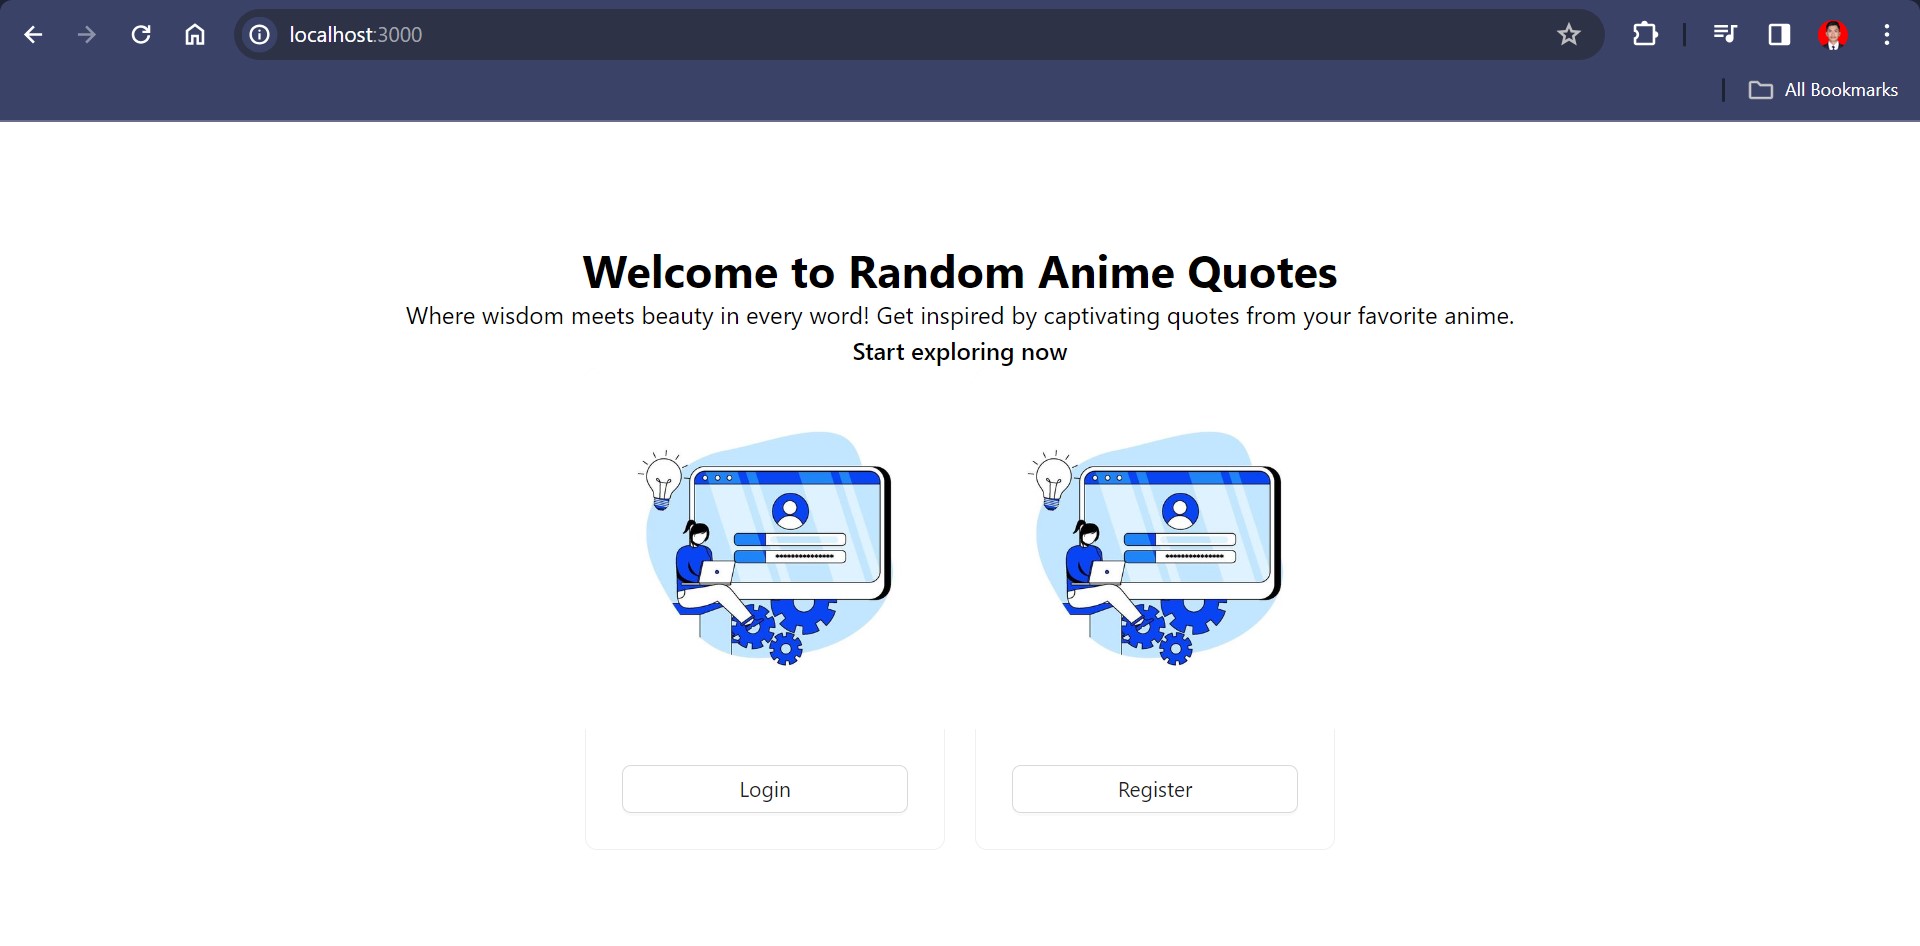 localhost:3000
All Bookmarks
Welcome to Random Anime Quotes
Where wisdom meets beauty in every word! Get inspired by captivating quotes from your favorite anime.
Start exploring now
Login
Register